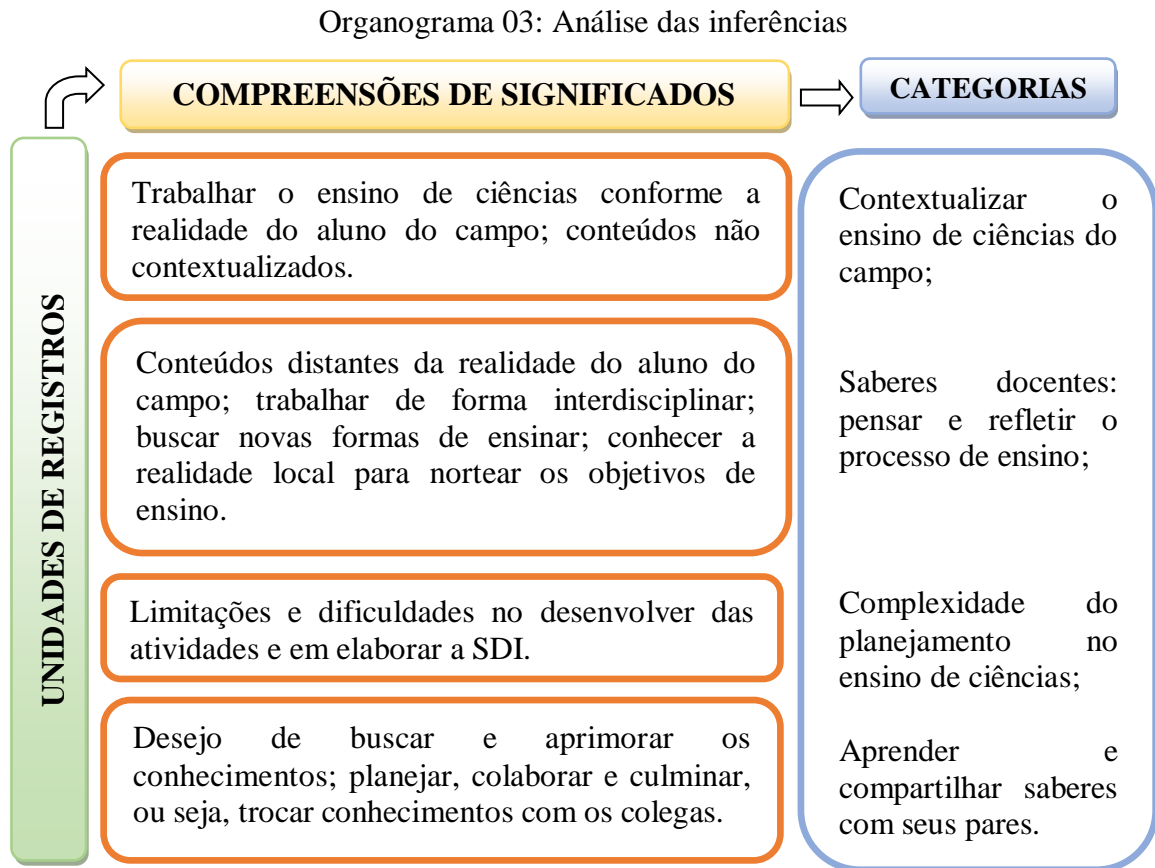 Organograma 03: Análise das inferências
COMPREENSÕES DE SIGNIFICADOS
CATEGORIAS
UNIDADES DE REGISTROS
Trabalhar o ensino de ciências conforme a
realidade do aluno do campo; conteúdos não
contextualizados.
Conteúdos distantes da realidade do aluno do
campo; trabalhar de forma interdisciplinar;
buscar novas formas de ensinar; conhecer a
realidade local para nortear os objetivos de
ensino.
Limitações e dificuldades no desenvolver das
atividades e em elaborar a SDI.
Desejo de buscar e aprimorar os
conhecimentos; planejar, colaborar e culminar,
ou seja, trocar conhecimentos com os colegas.
Contextualizar o
ensino de ciências do
campo;
Saberes docentes:
pensar e refletir o
processo de ensino;
Complexidade do
planejamento no
ensino de ciências;
Aprender e
compartilhar saberes
com seus pares.